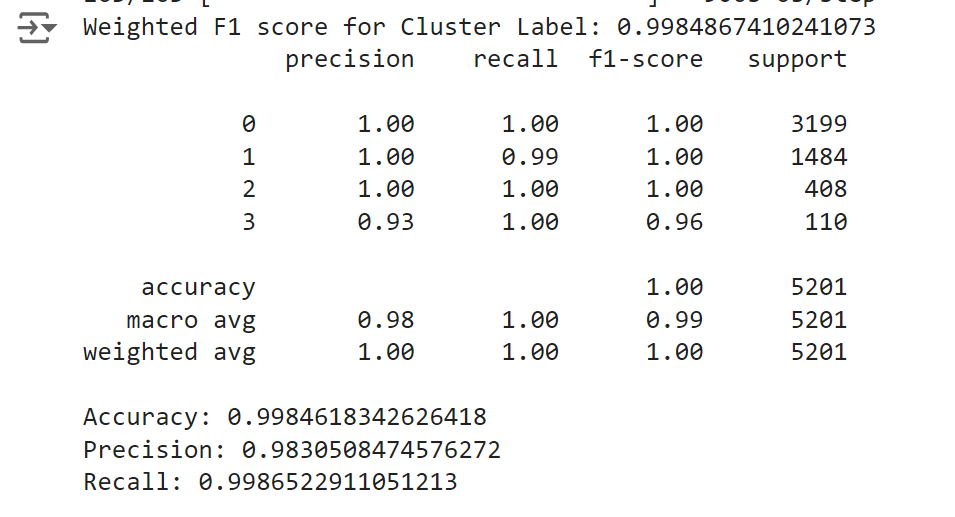 Weighted F1 score for Cluster Label: 0.9984867410241073
precision recall f1-score support
0 1.00 1.00 1.00 3199
1 1.00 0.99 1.00 1484
2 1.00 1.00 1.00 408
3 0.93 1.00 0.96 110
accuracy 1.00 5201
macro avg 0.98 1.00 0.99 5201
weighted avg 1.00 1.00 1.00 5201
Accuracy: 0.9984618342626418
Precision: 0.9830508474576272
Recall: 0.9986522911051213